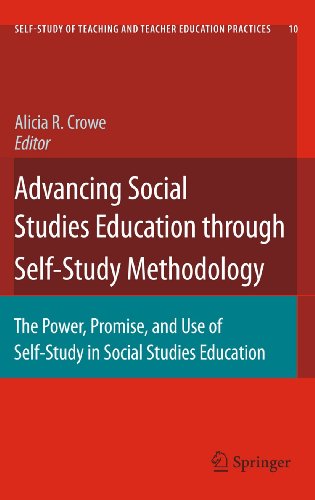 SELF-STUDY OF TEACHING AND TEACHER EDUCATION PRACTICES 10
Alicia R. Crowe
Editor
Advancing Social
Studies Education through
Self-Study Methodology
The Power, Promise, and Use of
Self-Study in Social Studies Education
Springer